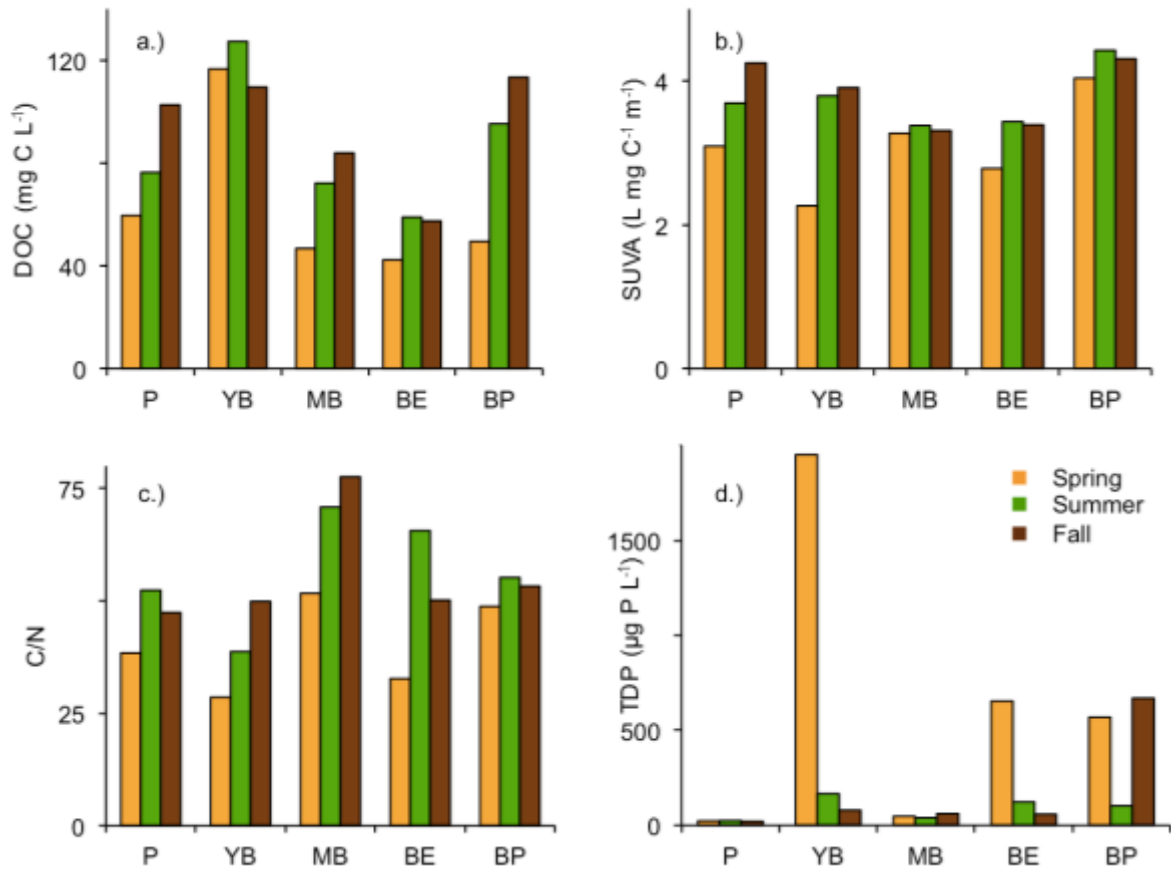 a.)
DOC (mg C L⁻¹)
120
40
0
P YB MB BE BP
b.)
SUVA (L mg C⁻¹ m⁻¹)
4
2
0
P YB MB BE BP
c.)
C/N
75
25
0
P YB MB BE BP
d.)
TDP (µg P L⁻¹)
1500
500
0
Spring
Summer
Fall
P YB MB BE BP